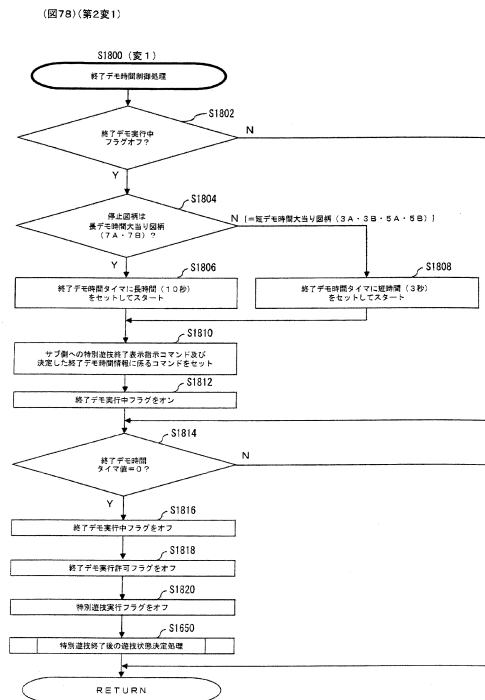 (図78)(第2変1)
S1800(変1)
終了デモ時間制御処理
S1802
終了デモ実行中
フラグオフ?
N
Y
S1804
停止図柄は
長デモ時間大当り図柄
(7A・7B)?
N [=短デモ時間大当り図柄(3A・3B・5A・5B)]
Y
S1806
終了デモ時間タイマに長時間(10秒)
をセットしてスタート
S1808
終了デモ時間タイマに短時間(3秒)
をセットしてスタート
S1810
サブ側への特別遊技終了表示指示コマンド及び
決定した終了デモ時間情報に係るコマンドをセット
S1812
終了デモ実行中フラグをオン
S1814
終了デモ時間
タイマ値=0?
N
Y
S1816
終了デモ実行中フラグをオフ
S1818
終了デモ実行許可フラグをオフ
S1820
特別遊技実行フラグをオフ
S1650
特別遊技終了後の遊技状態決定処理
RETURN